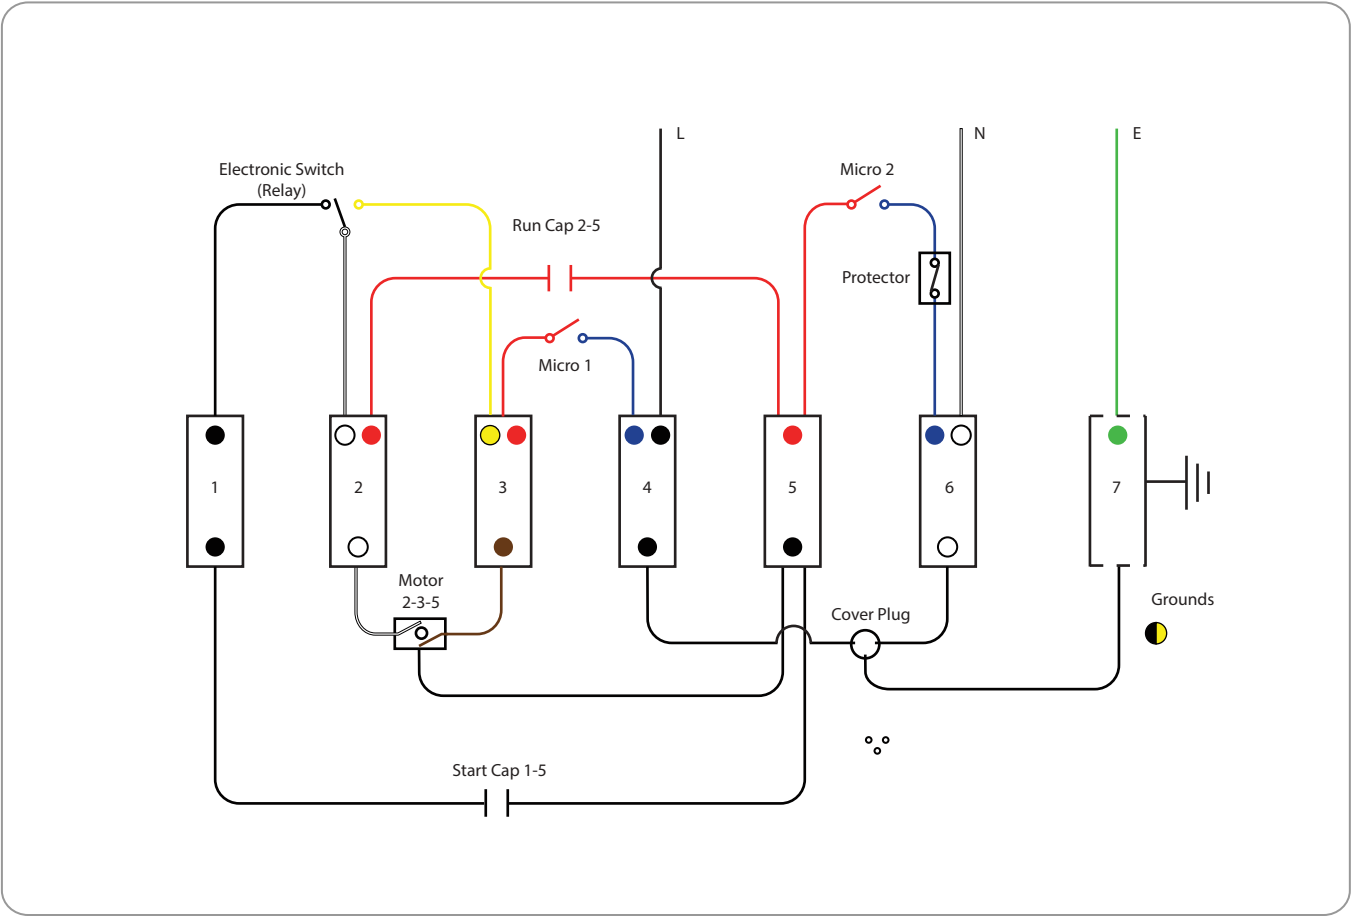 L
N
E
Electronic Switch
(Relay)
Micro 2
Run Cap 2-5
Protector
Micro 1
1
2
3
4
5
6
7
Motor
2-3-5
Cover Plug
Grounds
Start Cap 1-5